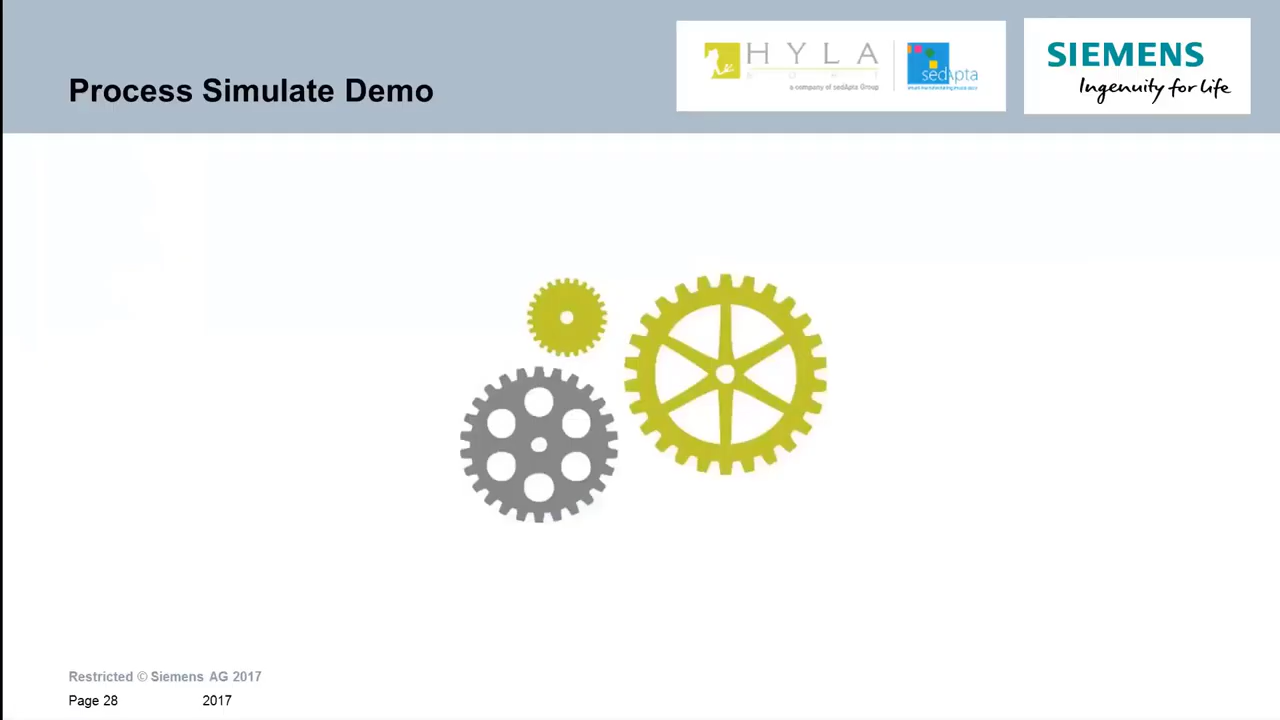 Process Simulate Demo
HYLA
SOFT
a company of sedApta Group
sedApta
SIEMENS
Ingenuity for life
Restricted © Siemens AG 2017
Page 28 2017